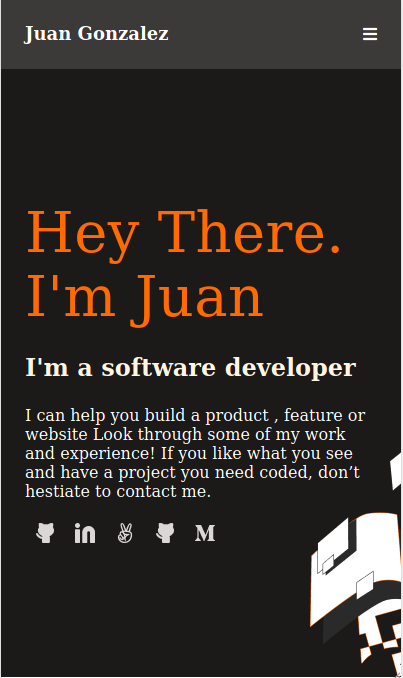 Juan Gonzalez
Hey There.
I'm Juan
I'm a software developer
I can help you build a product , feature or
website Look through some of my work
and experience! If you like what you see
and have a project you need coded, don’t
hestiate to contact me.